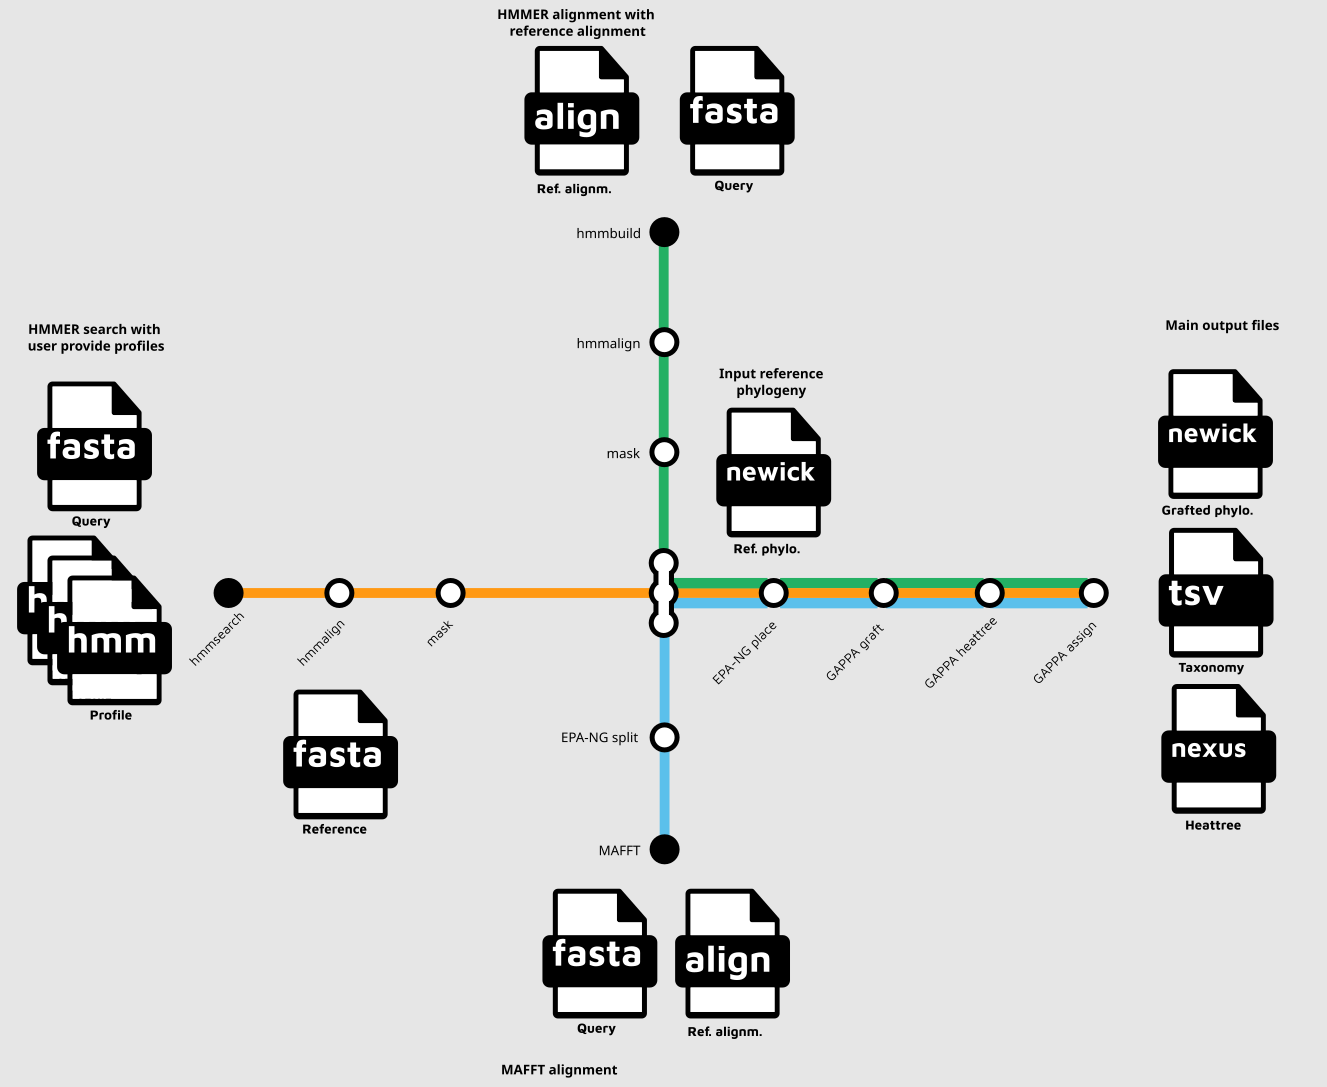 HMMER alignment with
reference alignment
align
fasta
Ref. alignm.
Query
hmmbuild
hmmalign
mask
Input reference
phylogeny
newick
Ref. phylo.
HMMER search with
user provide profiles
fasta
Query
h
h
hmm
Profile
hmmsearch
hmmalign
mask
fasta
Reference
EPA-NG place
GAPPA graft
GAPPA heattree
GAPPA assign
Main output files
newick
Grafted phylo.
tsv
Taxonomy
nexus
Heattree
EPA-NG split
MAFFT
fasta
align
Query
Ref. alignm.
MAFFT alignment